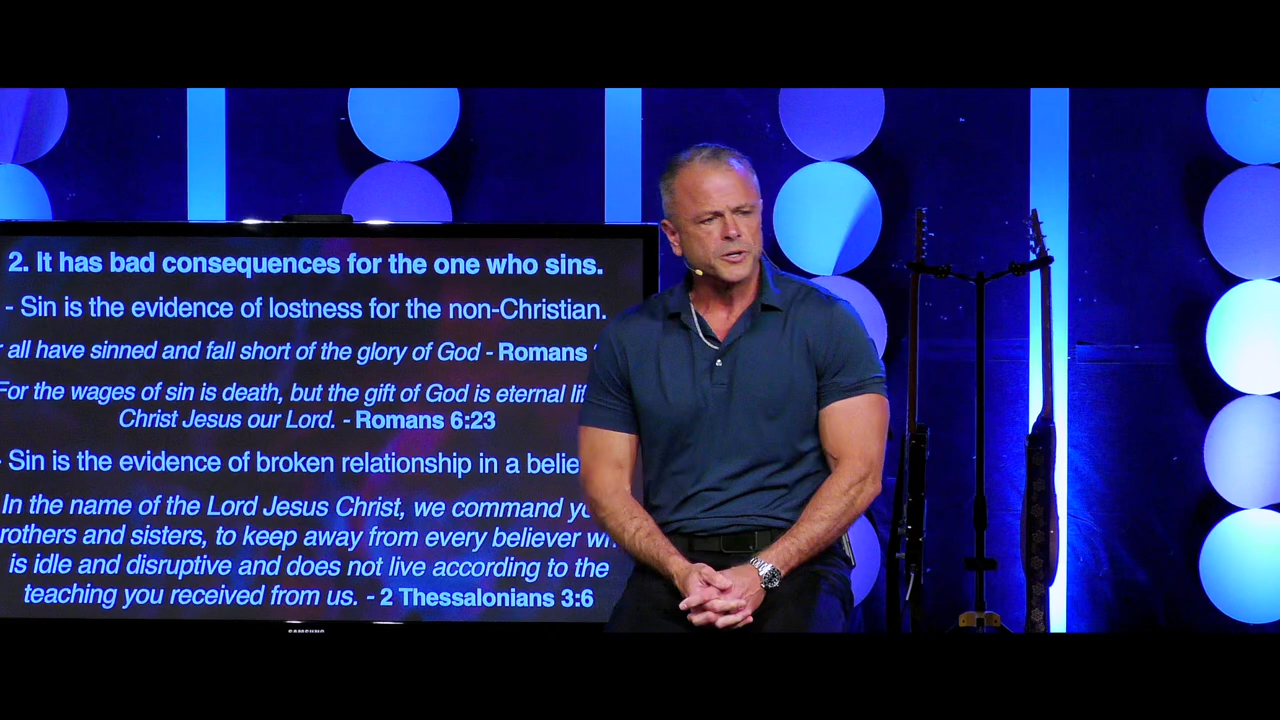 2. It has bad consequences for the one who sins.
- Sin is the evidence of lostness for the non-Christian.
all have sinned and fall short of the glory of God - Romans
For the wages of sin is death, but the gift of God is eternal
Christ Jesus our Lord. - Romans 6:23
- Sin is the evidence of broken relationship in a
In the name of the Lord Jesus Christ, we command
and sisters, to keep away from every believer
is idle and disruptive and does not live according to the
teaching you received from us. - 2 Thessalonians 3:6
SAMSUNG